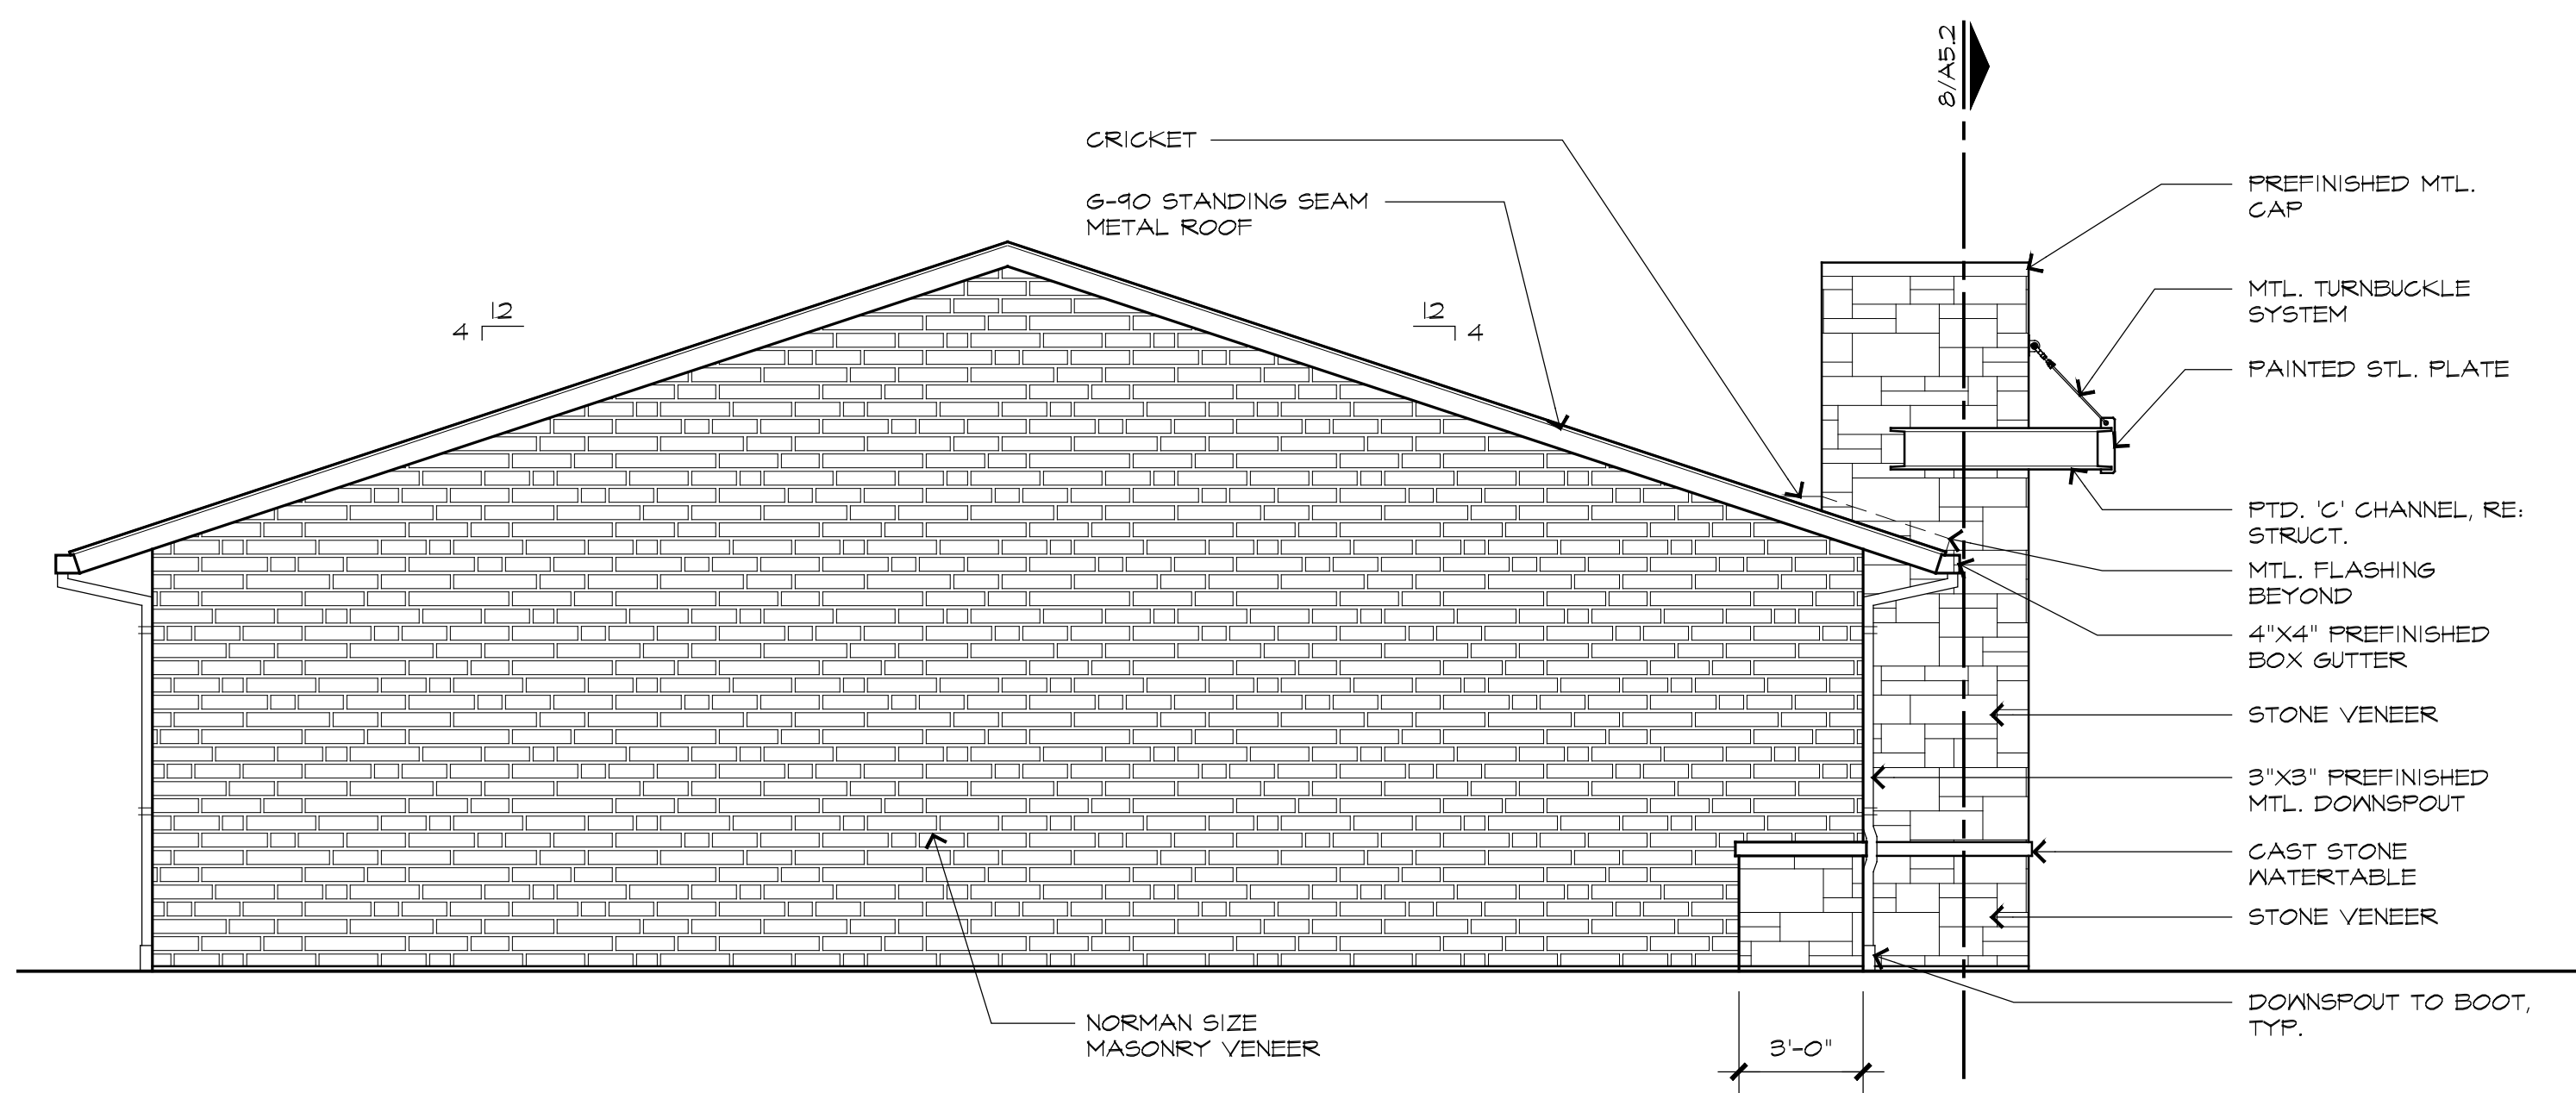 8/A5.2
CRICKET
G-90 STANDING SEAM
METAL ROOF
12
4
12
4
PREFINISHED MTL.
CAP
MTL. TURNBUCKLE
SYSTEM
PAINTED STL. PLATE
PTD. 'C' CHANNEL, RE:
STRUCT.
MTL. FLASHING
BEYOND
4"X4" PREFINISHED
BOX GUTTER
STONE VENEER
3"X3" PREFINISHED
MTL. DOWNSPOUT
CAST STONE
WATERTABLE
STONE VENEER
DOWNSPOUT TO BOOT,
TYP.
NORMAN SIZE
MASONRY VENEER
3'-0"